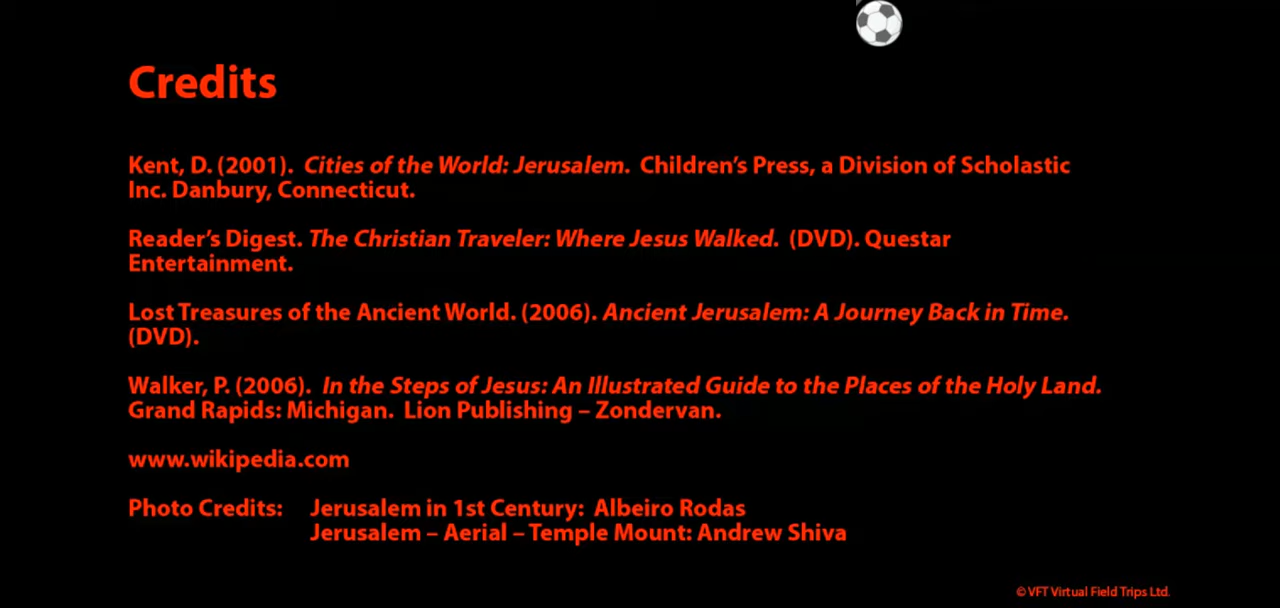 Credits
Kent, D. (2001). Cities of the World: Jerusalem. Children’s Press, a Division of Scholastic
Inc. Danbury, Connecticut.
Reader’s Digest. The Christian Traveler: Where Jesus Walked. (DVD). Questar
Entertainment.
Lost Treasures of the Ancient World. (2006). Ancient Jerusalem: A Journey Back in Time.
(DVD).
Walker, P. (2006). In the Steps of Jesus: An Illustrated Guide to the Places of the Holy Land.
Grand Rapids: Michigan. Lion Publishing – Zondervan.
www.wikipedia.com
Photo Credits: Jerusalem in 1st Century: Albeiro Rodas
Jerusalem – Aerial – Temple Mount: Andrew Shiva
© VFT Virtual Field Trips Ltd.